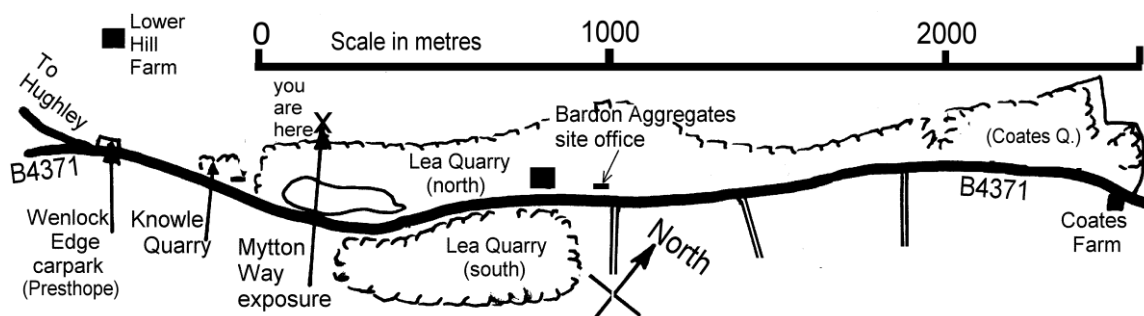 Lower
Hill
Farm
0
Scale in metres
1000
2000
To
Hughley
you
are
here
X
Bardon Aggregates
site office
(Coates Q.)
Lea Quarry
(north)
B4371
B4371
Wenlock
Edge
carpark
(Presthope)
Knowle
Quarry
Mytton
Way
exposure
Lea Quarry
(south)
North
Coates
Farm